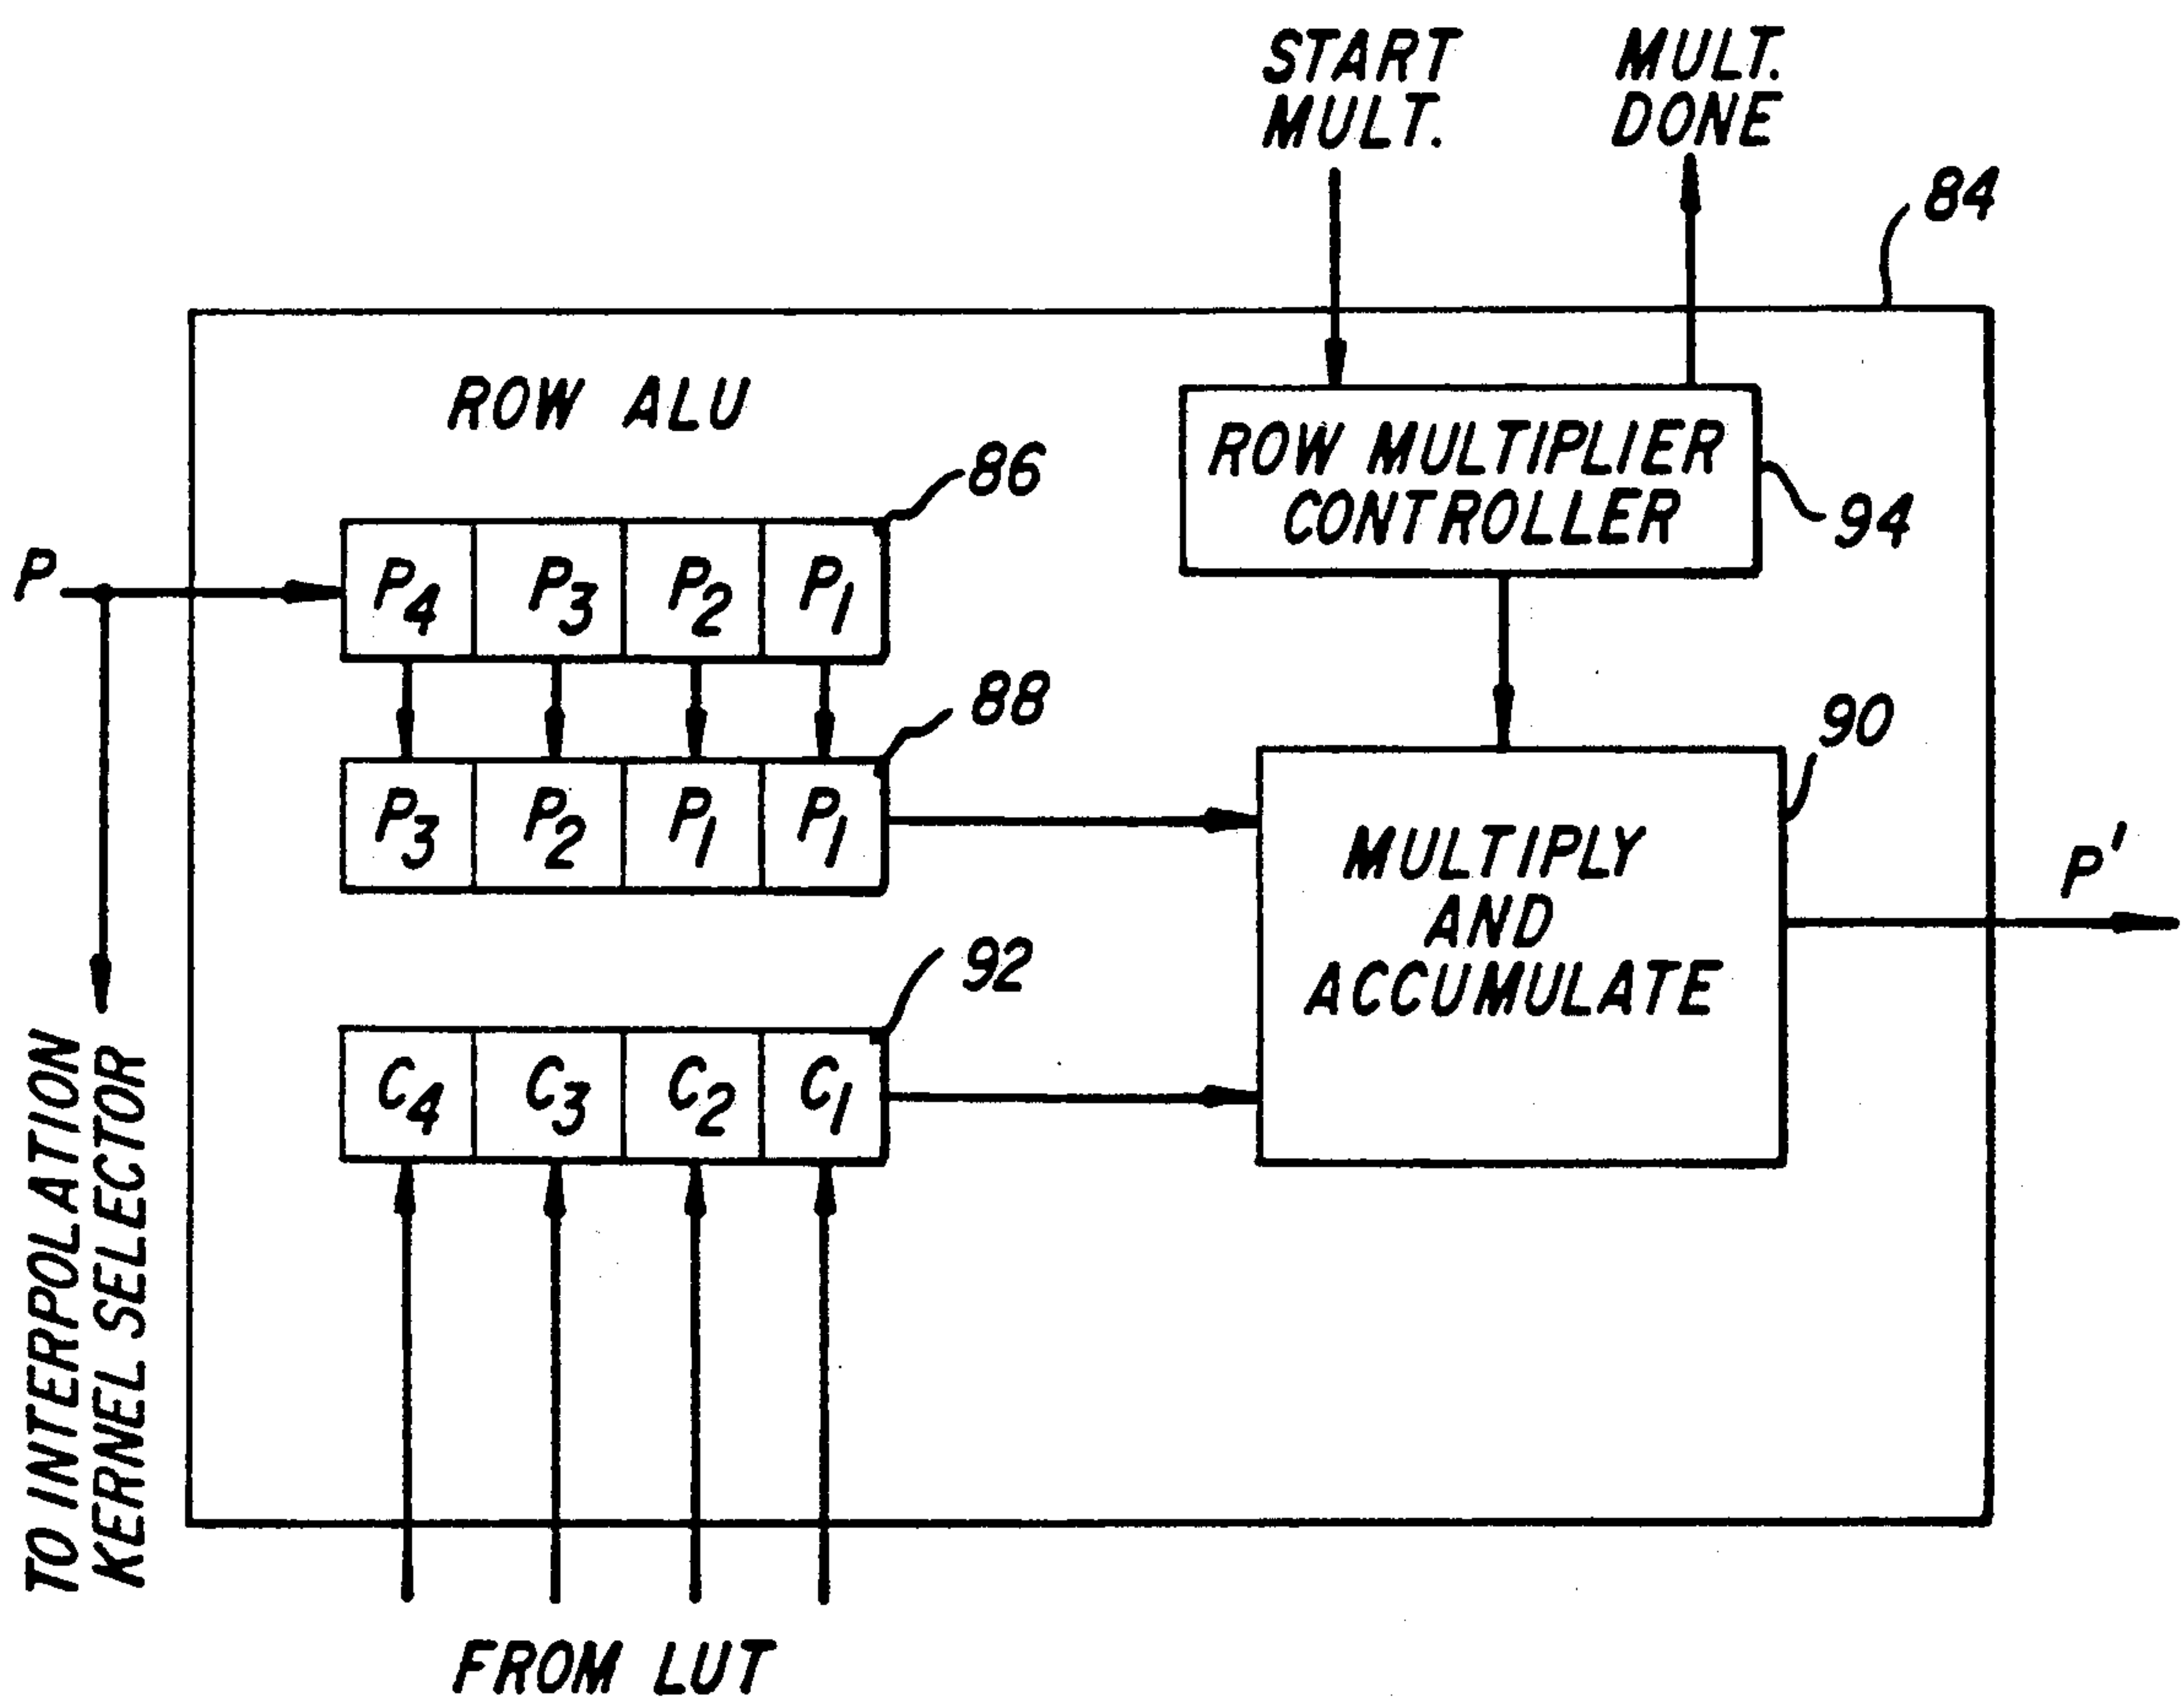 START
MULT.
MULT.
DONE
84
ROW ALU
86
ROW MULTIPLIER
CONTROLLER
94
P
P4 P3 P2 P1
88
90
P3 P2 P1 P1
MULTIPLY
AND
ACCUMULATE
P'
92
C4 C3 C2 C1
TO INTERPOLATION
KERNEL SELECTOR
FROM LUT